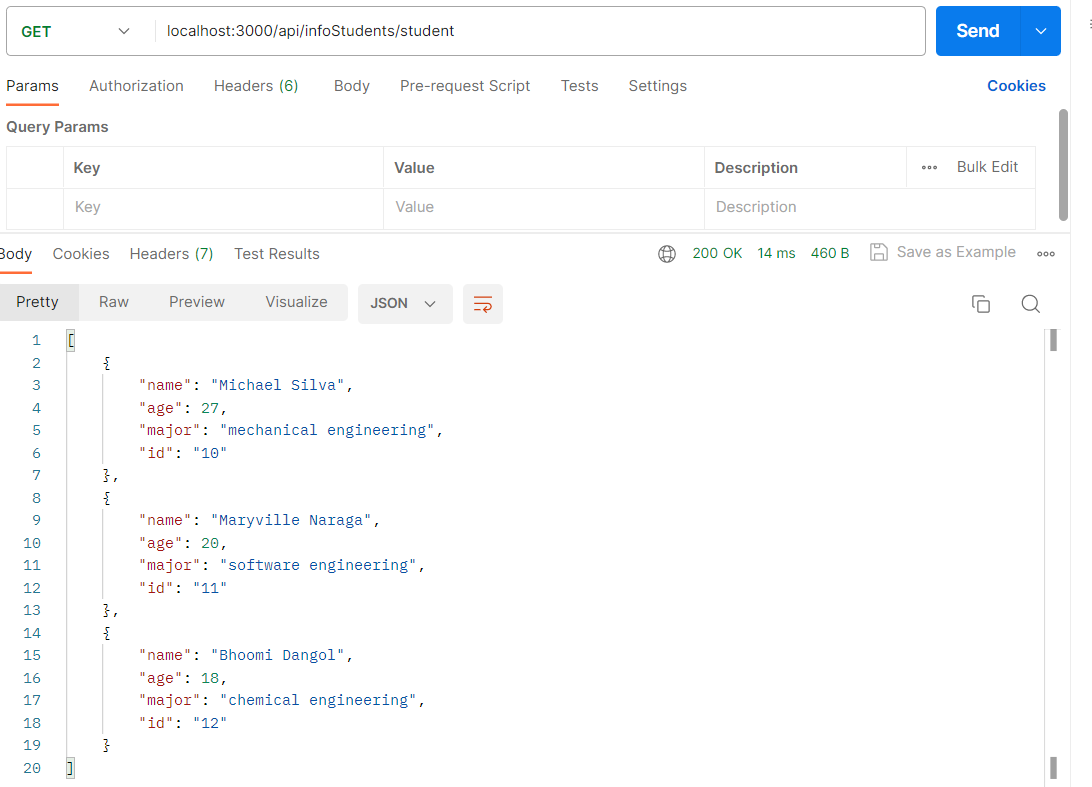 GET localhost:3000/api/infoStudents/student Send
Params Authorization Headers (6) Body Pre-request Script Tests Settings Cookies
Query Params
Key Value Description ••• Bulk Edit
Key Value Description
Body Cookies Headers (7) Test Results 200 OK 14 ms 460 B Save as Example •••
Pretty Raw Preview Visualize JSON
1 [
2 {
3 "name": "Michael Silva",
4 "age": 27,
5 "major": "mechanical engineering",
6 "id": "10"
7 },
8 {
9 "name": "Maryville Naraga",
10 "age": 20,
11 "major": "software engineering",
12 "id": "11"
13 },
14 {
15 "name": "Bhoomi Dangol",
16 "age": 18,
17 "major": "chemical engineering",
18 "id": "12"
19 }
20 ]